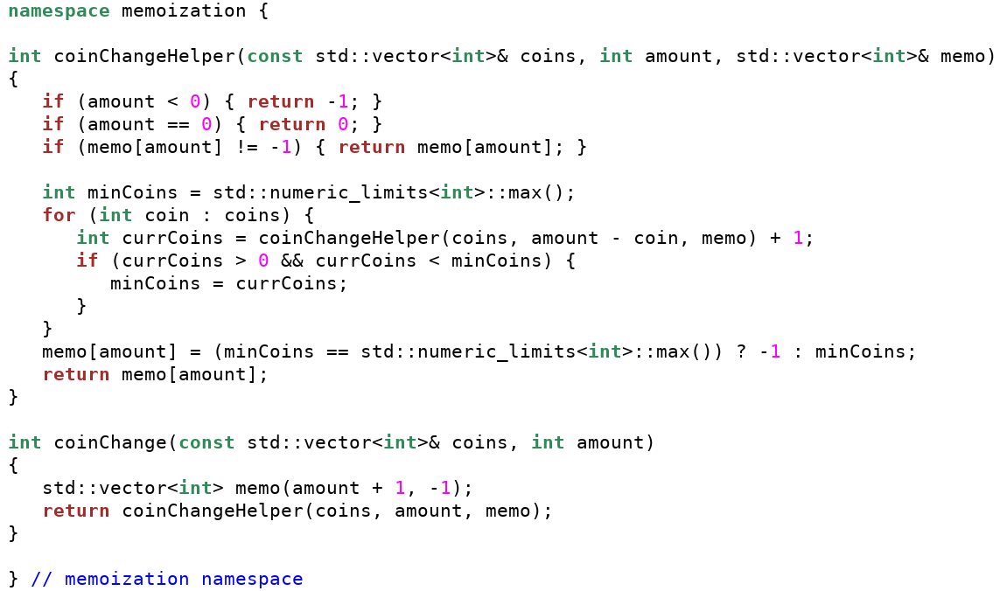 namespace memoization {

int coinChangeHelper(const std::vector<int>& coins, int amount, std::vector<int>& memo)
{
   if (amount < 0) { return -1; }
   if (amount == 0) { return 0; }
   if (memo[amount] != -1) { return memo[amount]; }

   int minCoins = std::numeric_limits<int>::max();
   for (int coin : coins) {
      int currCoins = coinChangeHelper(coins, amount - coin, memo) + 1;
      if (currCoins > 0 && currCoins < minCoins) {
         minCoins = currCoins;
      }
   }
   memo[amount] = (minCoins == std::numeric_limits<int>::max()) ? -1 : minCoins;
   return memo[amount];
}

int coinChange(const std::vector<int>& coins, int amount)
{
   std::vector<int> memo(amount + 1, -1);
   return coinChangeHelper(coins, amount, memo);
}

} // memoization namespace